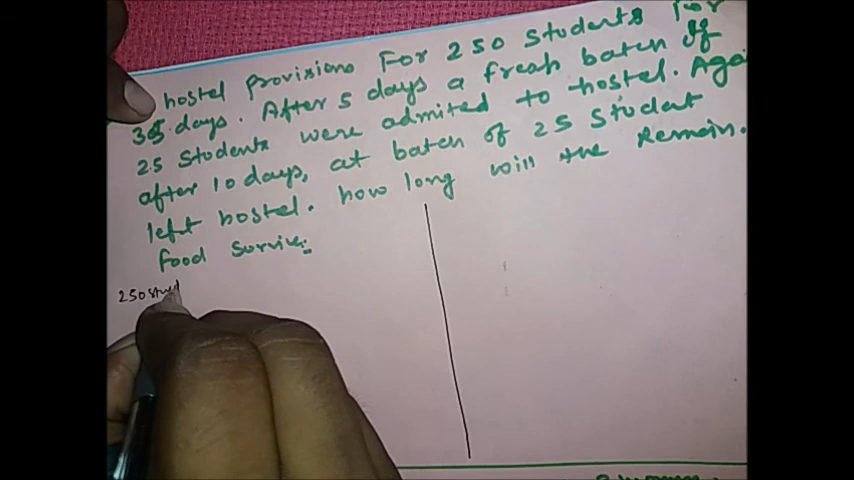 hostel provisions For 250 Students For
35 days. After 5 days a fresh batch of
25 Students were admited to hostel. Aga
after 10 days, at batch of 25 Student
left hostel. how long will the Remain.
food survive:
250 stud